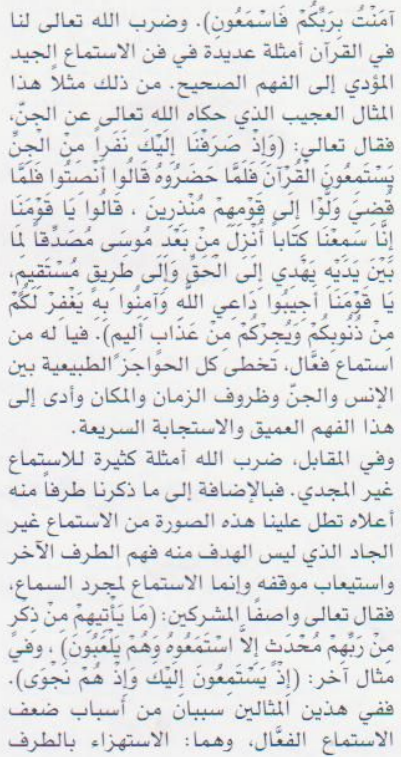 آمَنْتُ بِرَبِّكُمْ فَاسْمَعُونِ). وضرب الله تعالى لنا
في القرآن أمثلة عديدة في فن الاستماع الجيد
المؤدي إلى الفهم الصحيح. من ذلك مثلاً هذا
المثال العجيب الذي حكاه الله تعالى عن الجنّ،
فقال تعالى: (وَإِذْ صَرَفْنَا إِلَيْكَ نَفَراً مِنَ الْجِنِّ
يَسْتَمِعُونَ الْقُرْآنَ فَلَمَّا حَضَرُوهُ قَالُوا أَنْصِتُوا فَلَمَّا
قُضِيَ وَلَّوْا إِلَى قَوْمِهِمْ مُنْذِرِينَ ، قَالُوا يَا قَوْمَنَا
إِنَّا سَمِعْنَا كِتَاباً أُنْزِلَ مِنْ بَعْدِ مُوسَى مُصَدِّقاً لِمَا
بَيْنَ يَدَيْهِ يَهْدِي إِلَى الْحَقِّ وَإِلَى طَرِيقٍ مُسْتَقِيمٍ،
يَا قَوْمَنَا أَجِيبُوا دَاعِيَ اللَّهِ وَآمِنُوا بِهِ يَغْفِرْ لَكُمْ
مِنْ ذُنُوبِكُمْ وَيُجِرْكُمْ مِنْ عَذَابٍ أَلِيمٍ). فيا له من
استماع فعَّال، تخطى كل الحواجز الطبيعية بين
الإنس والجنّ وظروف الزمان والمكان وأدى إلى
هذا الفهم العميق والاستجابة السريعة.
وفي المقابل، ضرب الله أمثلة كثيرة للاستماع
غير المجدي. فبالإضافة إلى ما ذكرنا طرفاً منه
أعلاه تطل علينا هذه الصورة من الاستماع غير
الجاد الذي ليس الهدف منه فهم الطرف الآخر
واستيعاب موقفه وإنما الاستماع لمجرد السماع،
فقال تعالى واصفًا المشركين: (مَا يَأْتِيهِمْ مِنْ ذِكْرٍ
مِنْ رَبِّهِمْ مُحْدَثٍ إِلَّا اسْتَمَعُوهُ وَهُمْ يَلْعَبُونَ) ، وفي
مثال آخر: (إِذْ يَسْتَمِعُونَ إِلَيْكَ وَإِذْ هُمْ نَجْوَى).
ففي هذين المثالين سببان من أسباب ضعف
الاستماع الفعَّال، وهما: الاستهزاء بالطرف